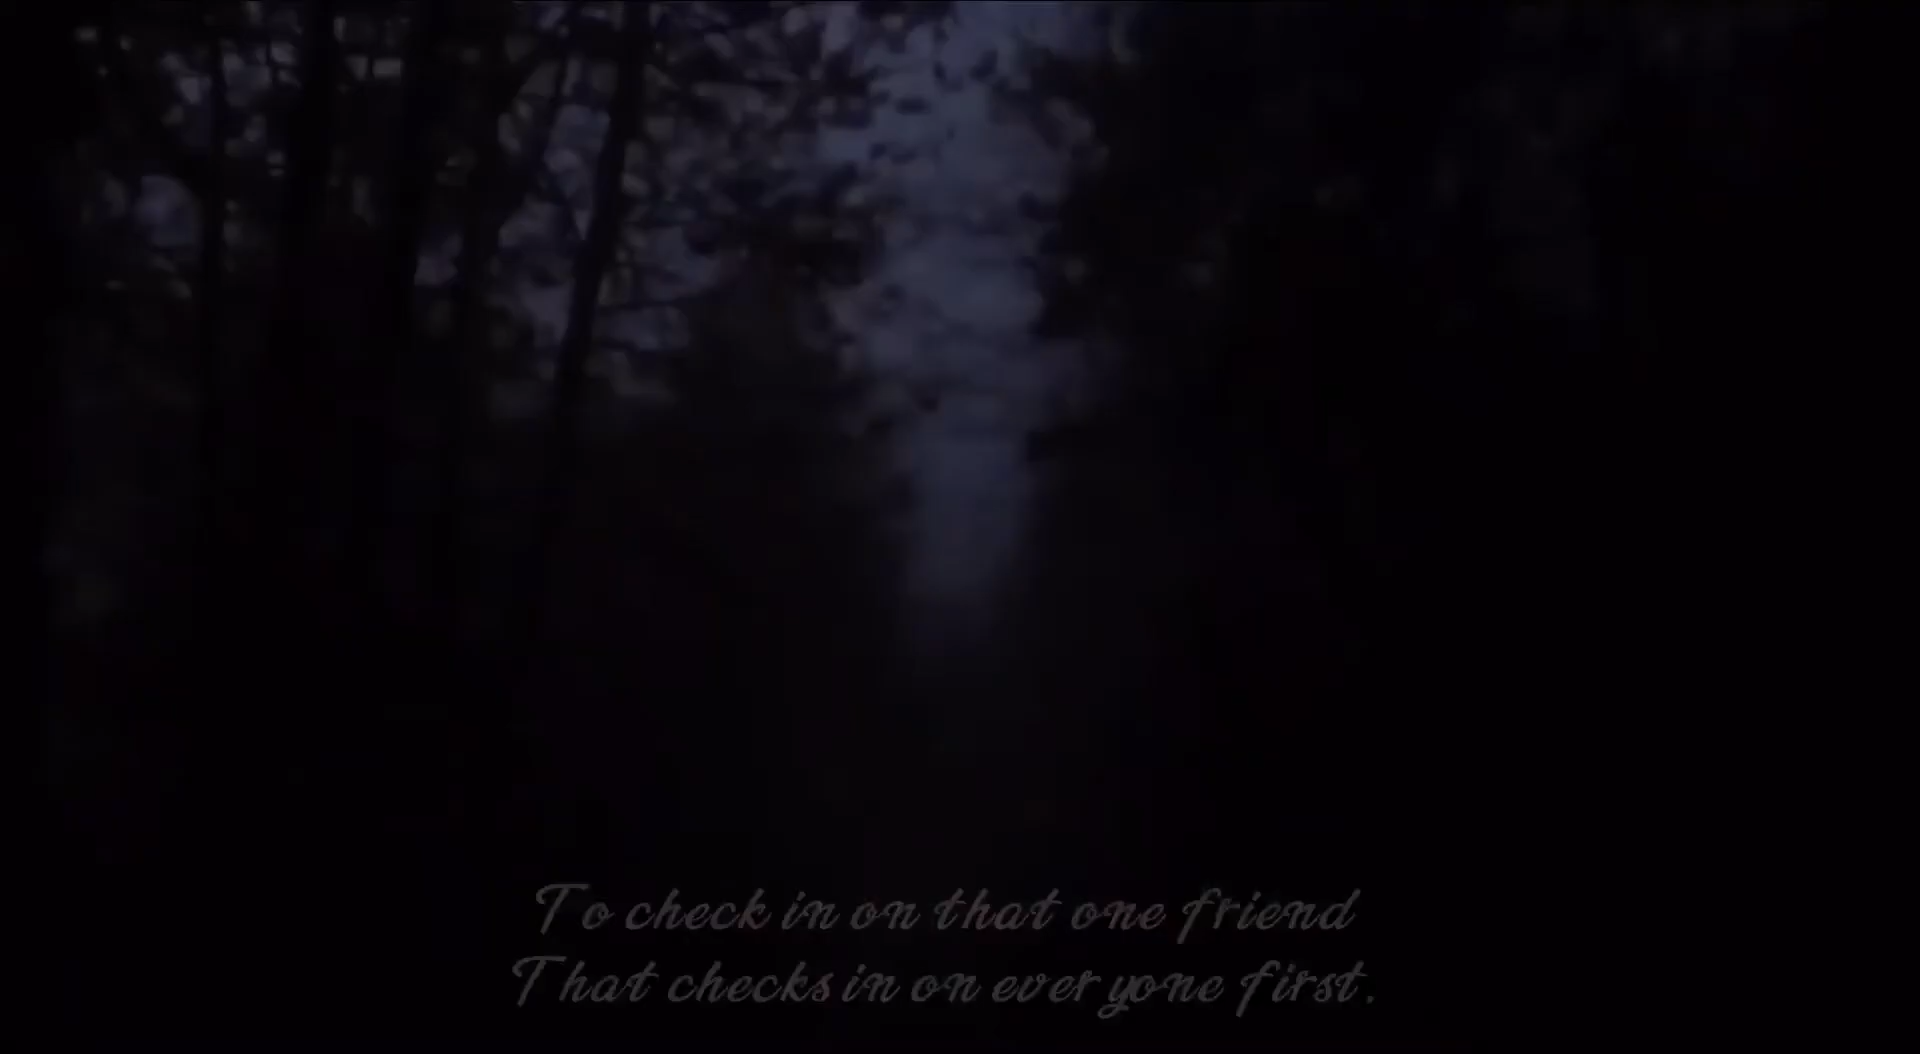 To check in on that one friend
That checks in on everyone first.